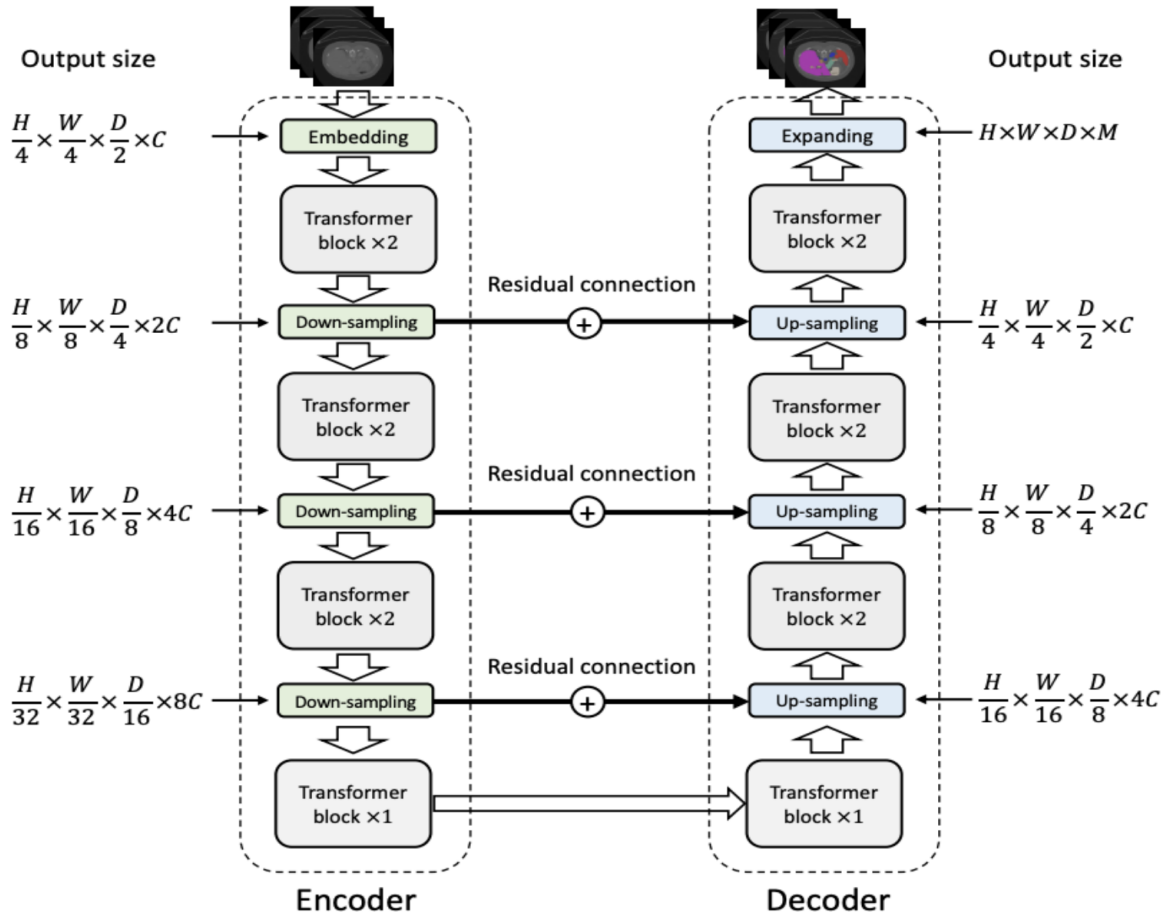 Output size
Output size
H/4 × W/4 × D/2 × C
Embedding
Expanding
H×W×D×M
Transformer
block ×2
Transformer
block ×2
Residual connection
H/8 × W/8 × D/4 × 2C
Down-sampling
+
Up-sampling
H/4 × W/4 × D/2 × C
Transformer
block ×2
Transformer
block ×2
Residual connection
H/16 × W/16 × D/8 × 4C
Down-sampling
+
Up-sampling
H/8 × W/8 × D/4 × 2C
Transformer
block ×2
Transformer
block ×2
Residual connection
H/32 × W/32 × D/16 × 8C
Down-sampling
+
Up-sampling
H/16 × W/16 × D/8 × 4C
Transformer
block ×1
Transformer
block ×1
Encoder
Decoder